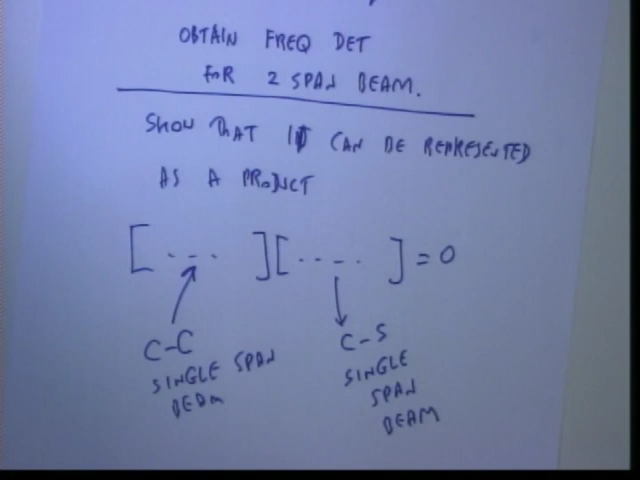 OBTAIN FREQ DET
FOR 2 SPAN BEAM.
SHOW THAT IT CAN BE REPRESENTED
AS A PRODUCT
[ - - - - ] [ - - - - ] = 0
C-C
SINGLE SPAN
BEAM
C-S
SINGLE
SPAN
BEAM